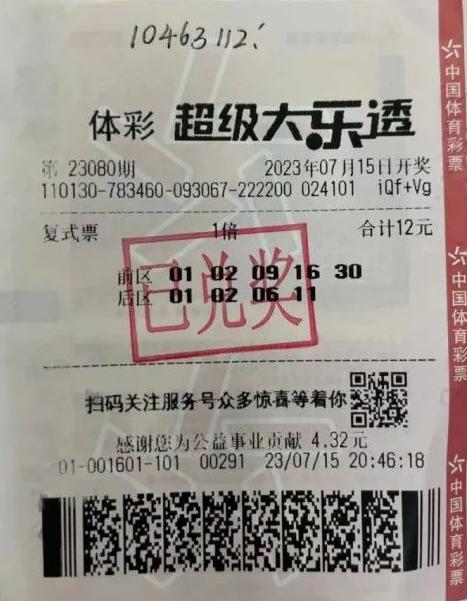 10463112
体彩 超级大乐透
第 23080期 2023年07月15日开奖
110130-783460-093067-222200 024101 iQf+Vg
复式票 1倍 合计12元
前区 01 02 09 16 30
后区 01 02 06 11
已兑奖
扫码关注服务号众多惊喜等着你
感谢您为公益事业贡献 4.32元
01-001601-101 00291 23/07/15 20:46:18
中国体育彩票
中国体育彩票
中国体育彩票